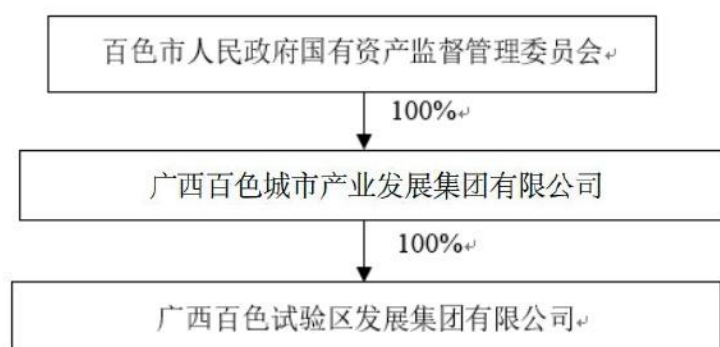 百色市人民政府国有资产监督管理委员会
100%
广西百色城市产业发展集团有限公司
100%
广西百色试验区发展集团有限公司